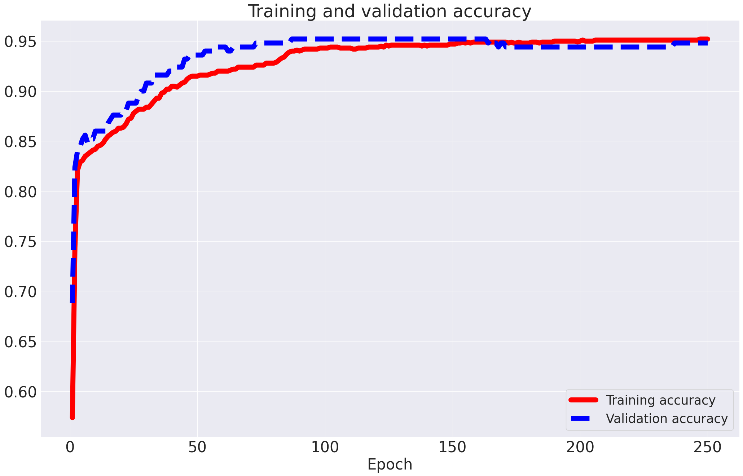 Training and validation accuracy
0.95
0.90
0.85
0.80
0.75
0.70
0.65
0.60
Training accuracy
Validation accuracy
0 50 100 150 200 250
Epoch